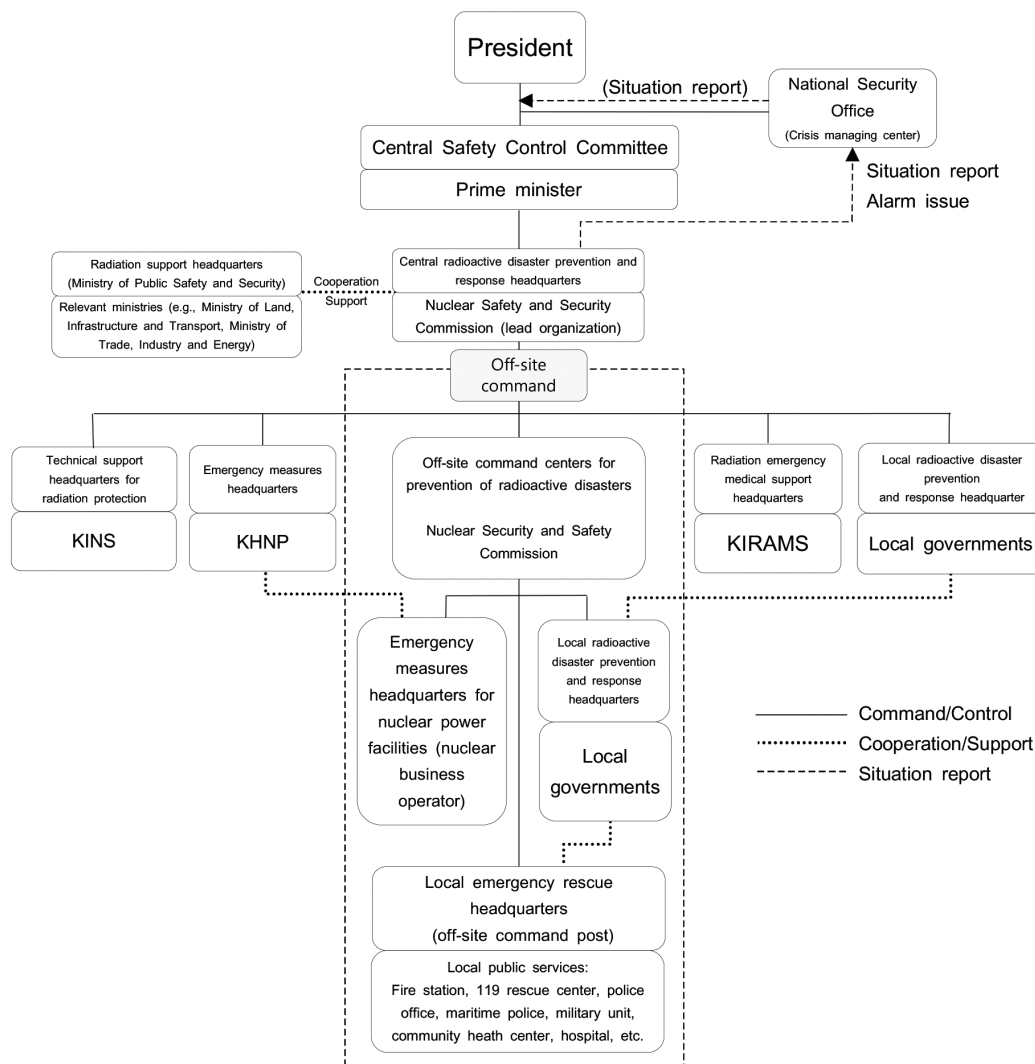 President
(Situation report)
National Security
Office
(Crisis managing center)
Central Safety Control Committee
Prime minister
Situation report
Alarm issue
Radiation support headquarters
(Ministry of Public Safety and Security)
Relevant ministries (e.g., Ministry of Land,
Infrastructure and Transport, Ministry of
Trade, Industry and Energy)
Cooperation
Support
Central radioactive disaster prevention and
response headquarters
Nuclear Safety and Security
Commission (lead organization)
Off-site
command
Technical support
headquarters for
radiation protection
KINS
Emergency measures
headquarters
KHNP
Off-site command centers for
prevention of radioactive disasters
Nuclear Security and Safety
Commission
Radiation emergency
medical support
headquarters
KIRAMS
Local radioactive disaster
prevention
and response headquarter
Local governments
Emergency
measures
headquarters for
nuclear power
facilities (nuclear
business
operator)
Local radioactive
disaster prevention
and response
headquarters
Local
governments
Command/Control
Cooperation/Support
Situation report
Local emergency rescue
headquarters
(off-site command post)
Local public services:
Fire station, 119 rescue center, police
office, maritime police, military unit,
community heath center, hospital, etc.